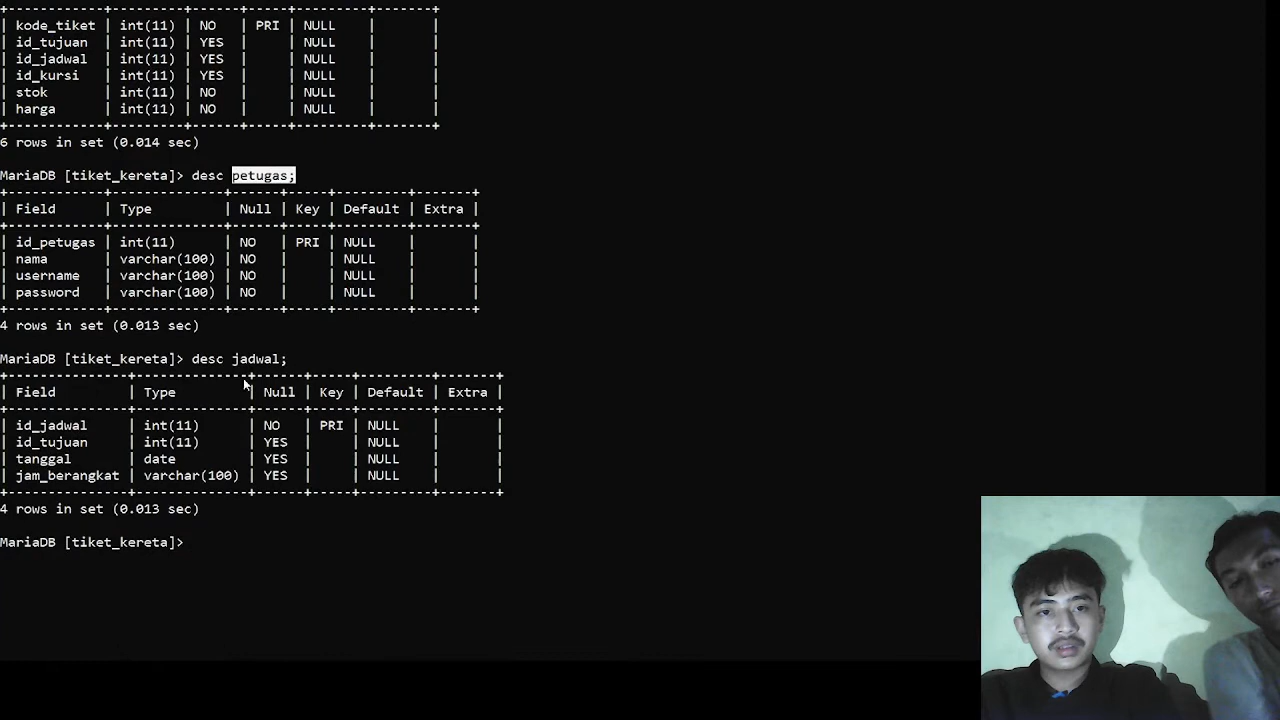 +------------+---------+------+-----+---------+-------+
| kode_tiket | int(11) | NO   | PRI | NULL    |       |
| id_tujuan  | int(11) | YES  |     | NULL    |       |
| id_jadwal  | int(11) | YES  |     | NULL    |       |
| id_kursi   | int(11) | YES  |     | NULL    |       |
| stok       | int(11) | NO   |     | NULL    |       |
| harga      | int(11) | NO   |     | NULL    |       |
+------------+---------+------+-----+---------+-------+
6 rows in set (0.014 sec)
MariaDB [tiket_kereta]> desc petugas;
+------------+--------------+------+-----+---------+-------+
| Field      | Type         | Null | Key | Default | Extra |
+------------+--------------+------+-----+---------+-------+
| id_petugas | int(11)      | NO   | PRI | NULL    |       |
| nama       | varchar(100) | NO   |     | NULL    |       |
| username   | varchar(100) | NO   |     | NULL    |       |
| password   | varchar(100) | NO   |     | NULL    |       |
+------------+--------------+------+-----+---------+-------+
4 rows in set (0.013 sec)
MariaDB [tiket_kereta]> desc jadwal;
+---------------+--------------+------+-----+---------+-------+
| Field         | Type         | Null | Key | Default | Extra |
+---------------+--------------+------+-----+---------+-------+
| id_jadwal     | int(11)      | NO   | PRI | NULL    |       |
| id_tujuan     | int(11)      | YES  |     | NULL    |       |
| tanggal       | date         | YES  |     | NULL    |       |
| jam_berangkat | varchar(100) | YES  |     | NULL    |       |
+---------------+--------------+------+-----+---------+-------+
4 rows in set (0.013 sec)
MariaDB [tiket_kereta]>